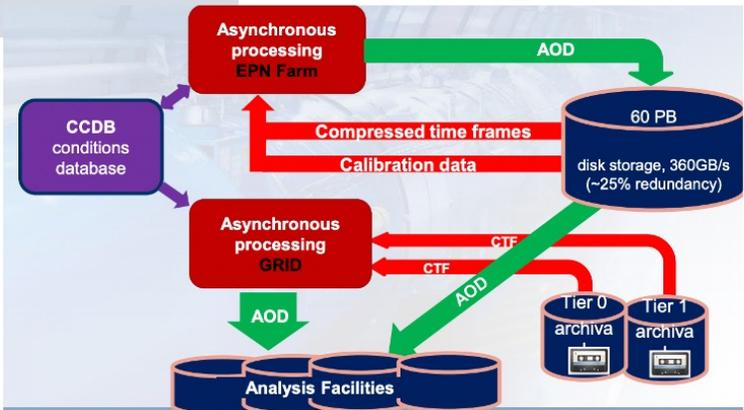 Asynchronous
processing
EPN Farm
AOD
60 PB
disk storage, 360GB/s
(~25% redundancy)
Compressed time frames
Calibration data
CCDB
conditions
database
Asynchronous
processing
GRID
CTF
CTF
AOD
AOD
Tier 0
archiva
Tier 1
archiva
Analysis Facilities